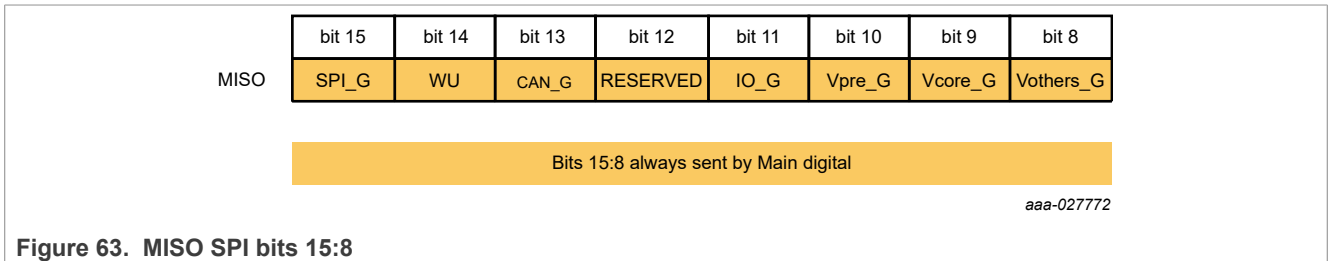 bit 15 bit 14 bit 13 bit 12 bit 11 bit 10 bit 9 bit 8
MISO SPI_G WU CAN_G RESERVED IO_G Vpre_G Vcore_G Vothers_G
Bits 15:8 always sent by Main digital
aaa-027772
Figure 63. MISO SPI bits 15:8